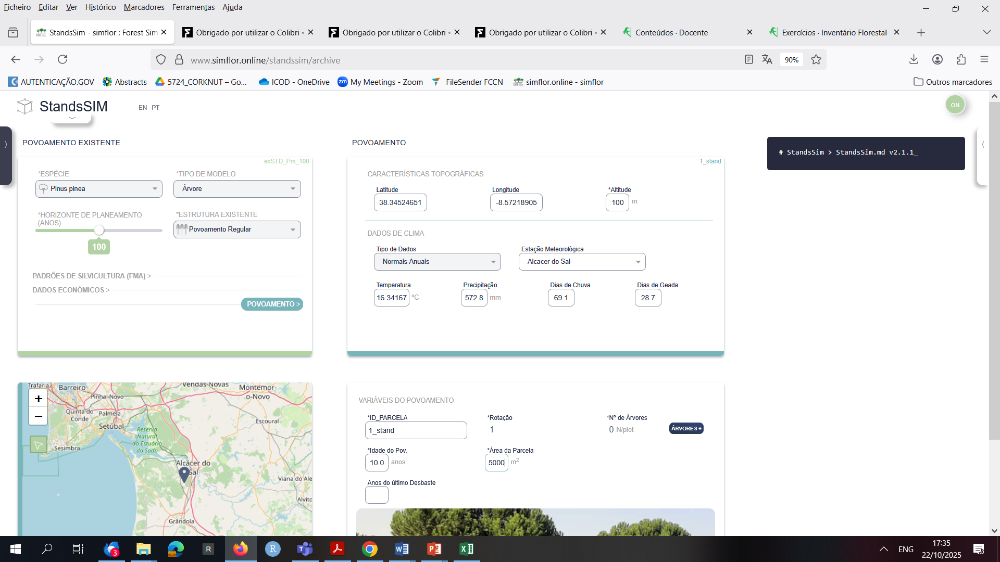 Ficheiro Editar Ver Histórico Marcadores Ferramentas Ajuda
StandsSim - simflor : Forest Sim
Obrigado por utilizar o Colibri •
Obrigado por utilizar o Colibri •
Obrigado por utilizar o Colibri •
Conteúdos · Docente
Exercícios · Inventário Florestal
www.simflor.online/standssim/archive
90%
AUTENTICAÇÃO.GOV
Abstracts
5724_CORKNUT – Go...
ICOD - OneDrive
zm
My Meetings - Zoom
FileSender FCCN
simflor.online - simflor
Outros marcadores
StandsSIM
EN PT
ON
POVOAMENTO EXISTENTE
exSTD_Pm_100
*ESPÉCIE
Pinus pinea
*TIPO DE MODELO
Árvore
*HORIZONTE DE PLANEAMENTO
(ANOS)
100
*ESTRUTURA EXISTENTE
Povoamento Regular
PADRÕES DE SILVICULTURA (FMA) >
DADOS ECONÓMICOS >
POVOAMENTO >
POVOAMENTO
1_stand
CARACTERÍSTICAS TOPOGRÁFICAS
Latitude
38.34524651
Longitude
-8.57218905
*Altitude
100 m
DADOS DE CLIMA
Tipo de Dados
Normais Anuais
Estação Meteorológica
Alcacer do Sal
Temperatura
16.34167 ºC
Precipitação
572.8 mm
Dias de Chuva
69.1
Dias de Geada
28.7
# StandsSim > StandsSim.md v2.1.1_
+
−
Trafaria
Barreiro
Pinhal Novo
Vendas Novas
Montemor-
o-Novo
Quinta do
Conde
Palmela
Setúbal
Escoural
Reserva
Natural
do Estuário
do Sado
Sesimbra
Alcácer do
Sal
Viana do Ale
Alvito
Grândola
VARIÁVEIS DO POVOAMENTO
*ID_PARCELA
1_stand
*Rotação
1
*Nº de Árvores
0 N/plot
ÁRVORES +
*Idade do Pov.
10.0 anos
*Área da Parcela
5000 m2
Anos do último Desbaste
3
R
R
ENG
17:35
22/10/2025